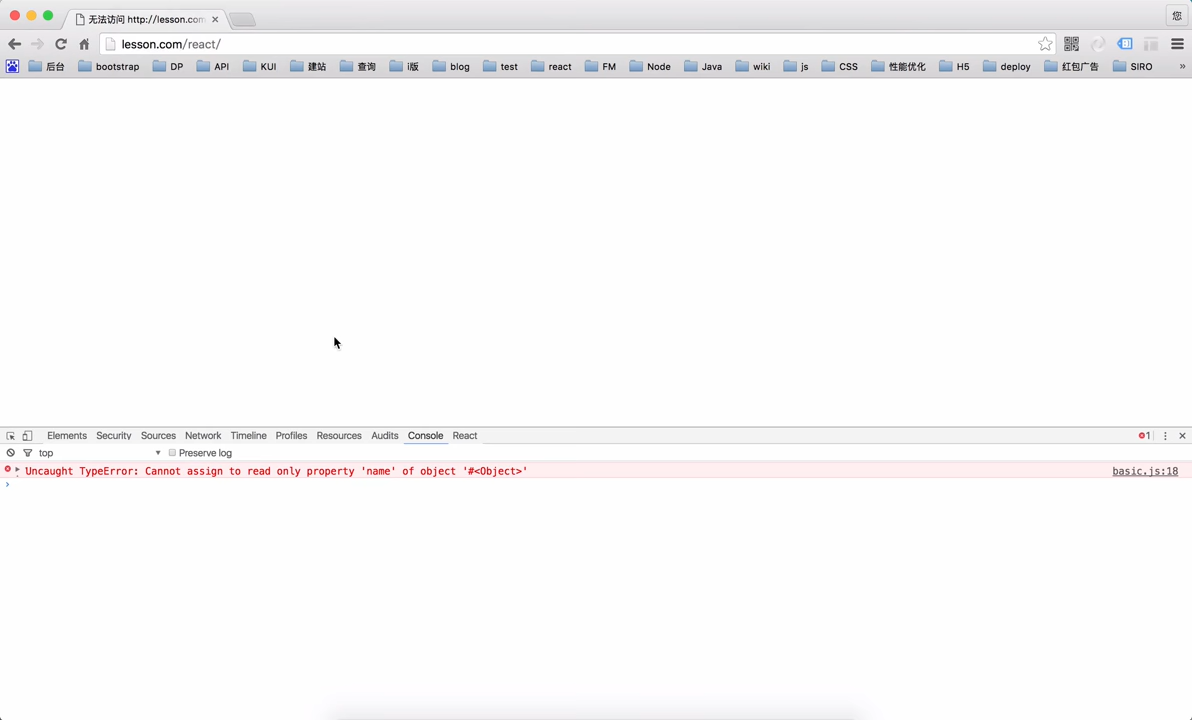 无法访问 http://lesson.com
您
lesson.com/react/
后台 bootstrap DP API KUI 建站 查询 i版 blog test react FM Node Java wiki js CSS 性能优化 H5 deploy 红包广告 SIRO »
Elements Security Sources Network Timeline Profiles Resources Audits Console React 1
top Preserve log
Uncaught TypeError: Cannot assign to read only property 'name' of object '#<Object>' basic.js:18